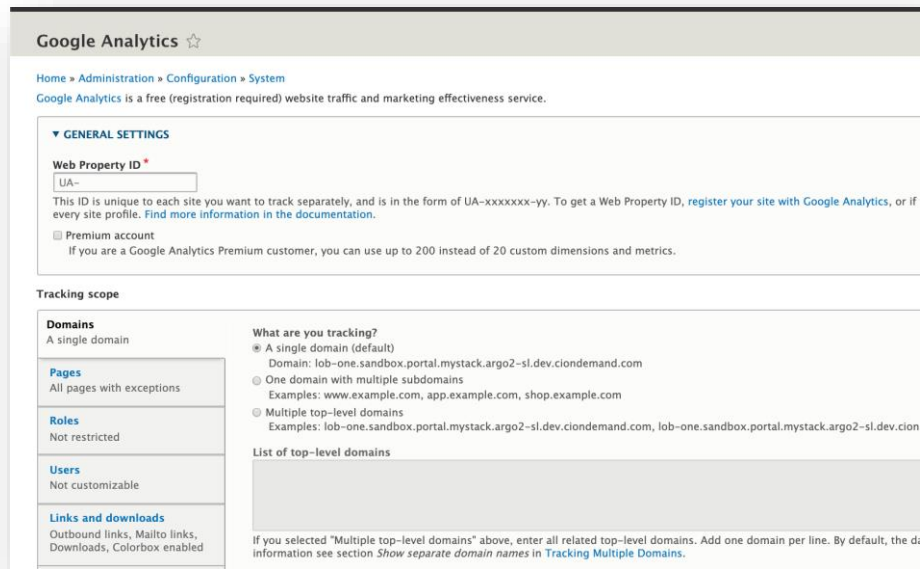 Google Analytics
Home » Administration » Configuration » System
Google Analytics is a free (registration required) website traffic and marketing effectiveness service.
▼ GENERAL SETTINGS
Web Property ID *
UA-
This ID is unique to each site you want to track separately, and is in the form of UA-xxxxxxx-yy. To get a Web Property ID, register your site with Google Analytics, or if
every site profile. Find more information in the documentation.
Premium account
If you are a Google Analytics Premium customer, you can use up to 200 instead of 20 custom dimensions and metrics.
Tracking scope
Domains
A single domain
Pages
All pages with exceptions
Roles
Not restricted
Users
Not customizable
Links and downloads
Outbound links, Mailto links,
Downloads, Colorbox enabled
What are you tracking?
A single domain (default)
Domain: lob-one.sandbox.portal.mystack.argo2-sl.dev.ciondemand.com
One domain with multiple subdomains
Examples: www.example.com, app.example.com, shop.example.com
Multiple top-level domains
Examples: lob-one.sandbox.portal.mystack.argo2-sl.dev.ciondemand.com, lob-one.sandbox.portal.mystack.argo2-sl.dev.cion
List of top-level domains
If you selected "Multiple top-level domains" above, enter all related top-level domains. Add one domain per line. By default, the da
information see section Show separate domain names in Tracking Multiple Domains.